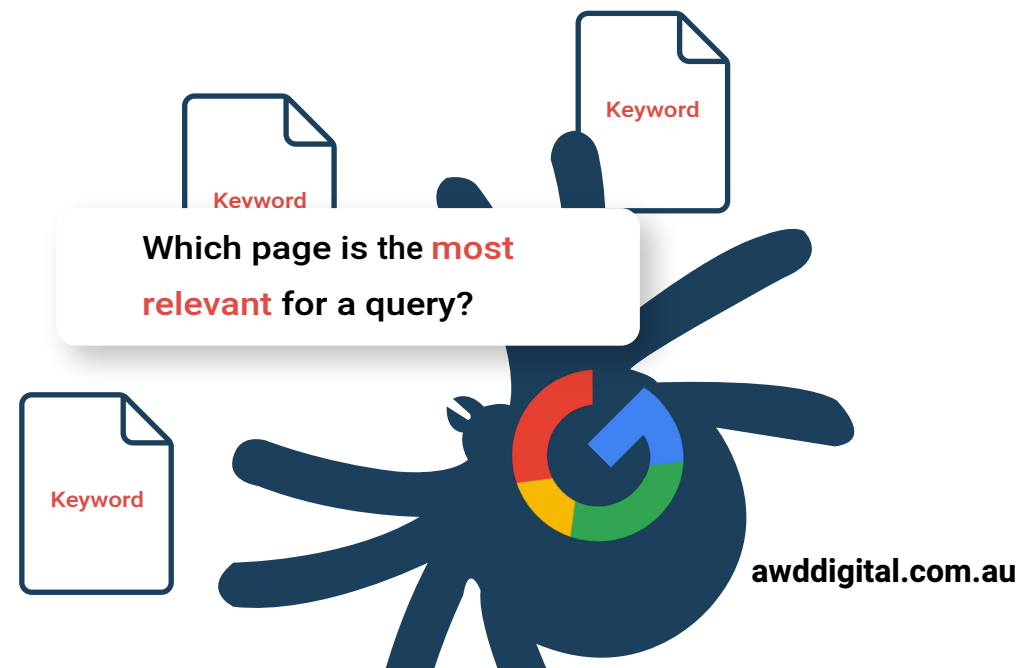 Keyword
Keyword
Which page is the most
relevant for a query?
Keyword
awddigital.com.au